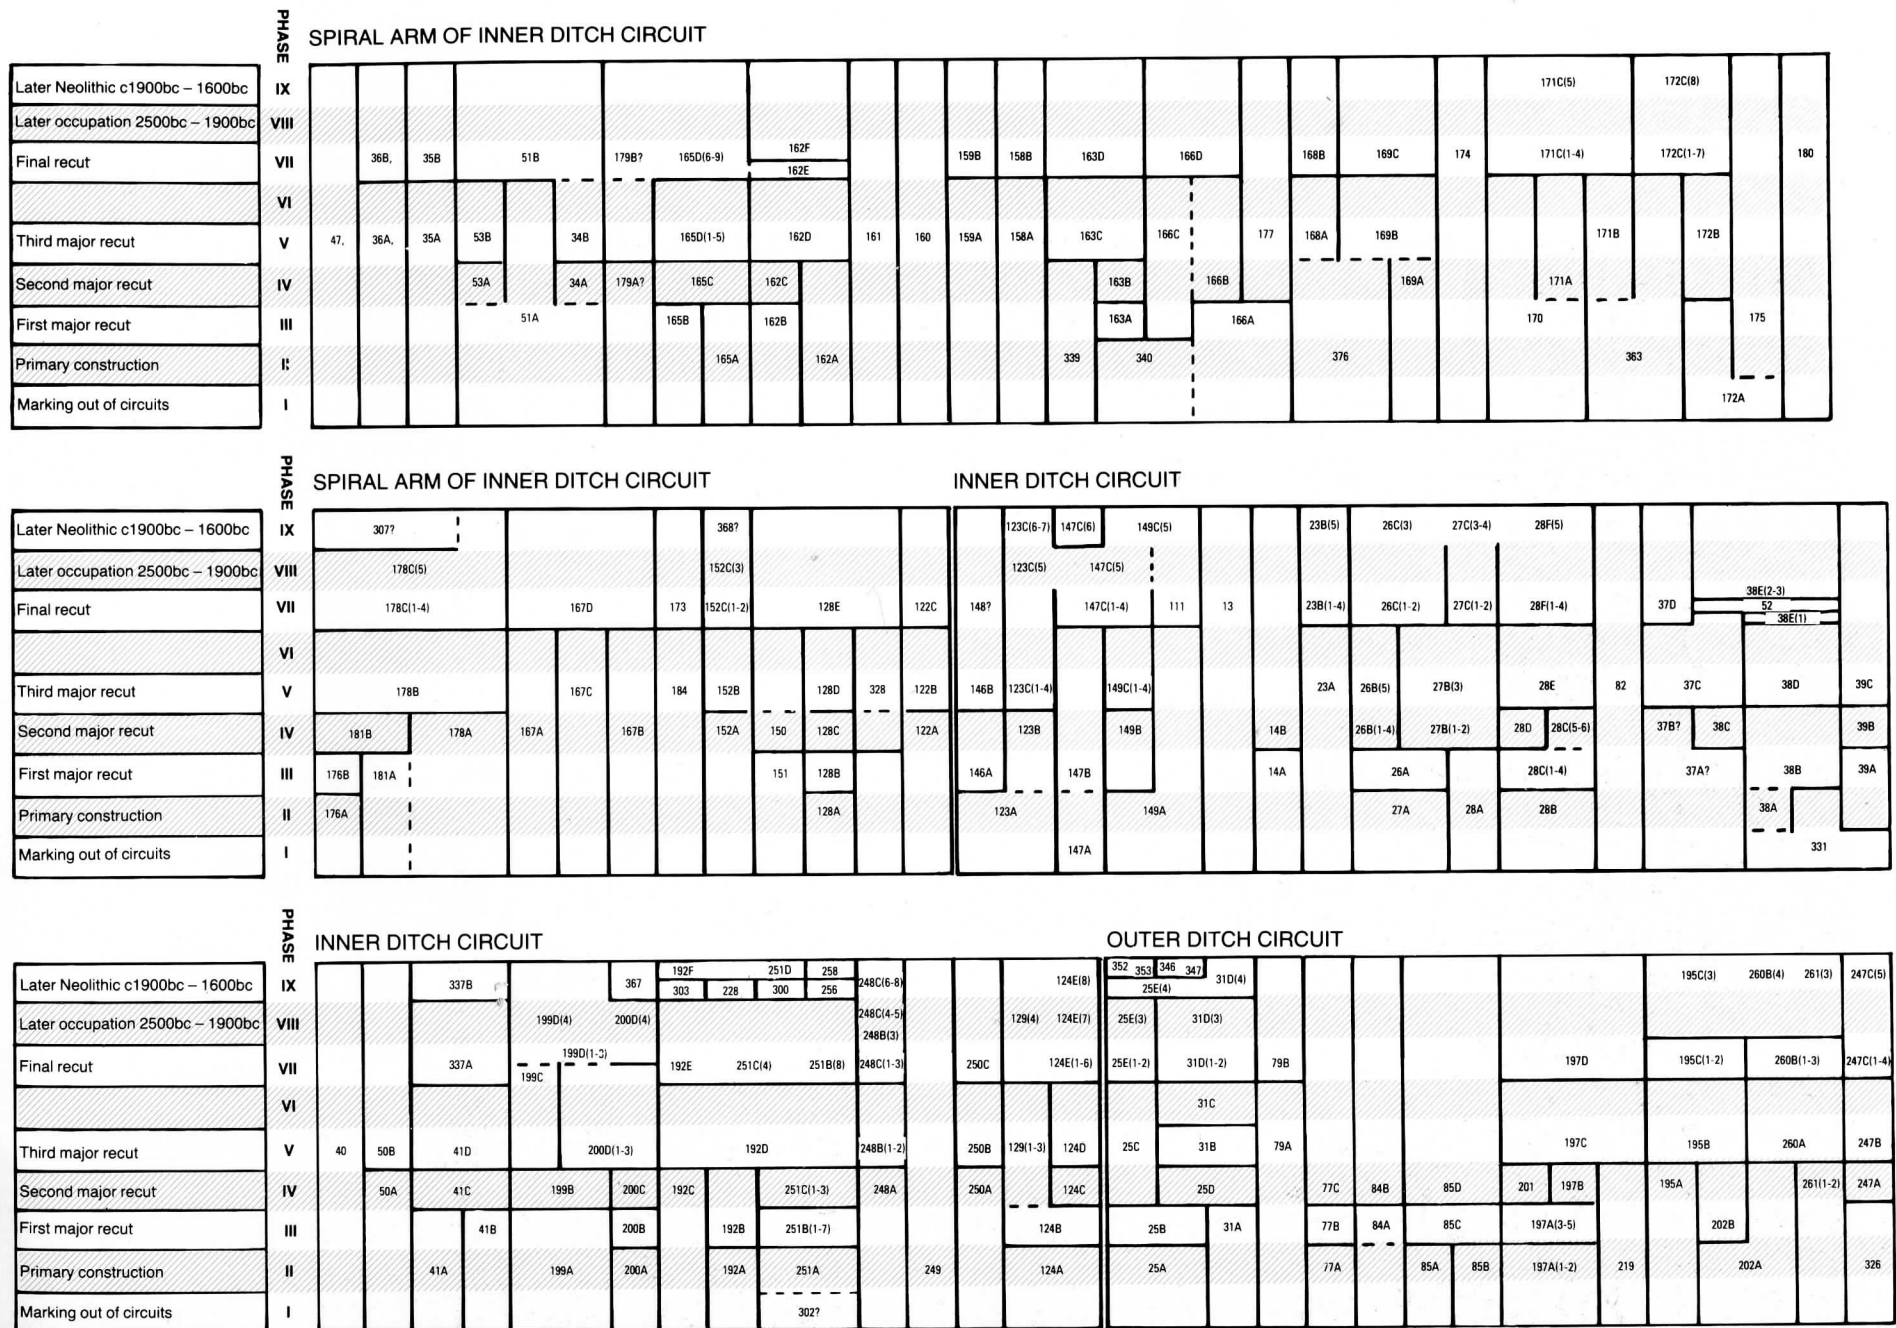 PHASE
SPIRAL ARM OF INNER DITCH CIRCUIT
Later Neolithic c1900bc – 1600bc IX 171C(5) 172C(8)
Later occupation 2500bc – 1900bc VIII
162F
Final recut VII 36B, 35B 51B 179B? 165D(6-9) 159B 158B 163D 166D 168B 169C 174 171C(1-4) 172C(1-7) 180
162E
VI
Third major recut V 47, 36A, 35A 53B 34B 165D(1-5) 162D 161 160 159A 158A 163C 166C 177 168A 169B 171B 172B
Second major recut IV 53A 34A 179A? 165C 162C 163B 166B 169A 171A
First major recut III 51A 165B 162B 163A 166A 170 175
Primary construction II 165A 162A 339 340 376 363
Marking out of circuits I 172A
PHASE
SPIRAL ARM OF INNER DITCH CIRCUIT INNER DITCH CIRCUIT
Later Neolithic c1900bc – 1600bc IX 307? 368? 123C(6-7) 147C(6) 149C(5) 23B(5) 26C(3) 27C(3-4) 28F(5)
Later occupation 2500bc – 1900bc VIII 178C(5) 152C(3) 123C(5) 147C(5)
38E(2-3)
Final recut VII 178C(1-4) 167D 173 152C(1-2) 128E 122C 148? 147C(1-4) 111 13 23B(1-4) 26C(1-2) 27C(1-2) 28F(1-4) 37D 52
38E(1)
VI
Third major recut V 178B 167C 184 152B 128D 328 122B 146B 123C(1-4) 149C(1-4) 23A 26B(5) 27B(3) 28E 82 37C 38D 39C
Second major recut IV 181B 178A 167A 167B 152A 150 128C 122A 123B 149B 14B 26B(1-4) 27B(1-2) 28D 28C(5-6) 37B? 38C 39B
First major recut III 176B 181A 151 128B 146A 147B 14A 26A 28C(1-4) 37A? 38B 39A
Primary construction II 176A 128A 123A 149A 27A 28A 28B 38A
Marking out of circuits I 147A 331
PHASE
INNER DITCH CIRCUIT OUTER DITCH CIRCUIT
192F 251D 258 352 353 346 347
Later Neolithic c1900bc – 1600bc IX 337B 367 248C(6-8) 124E(8) 31D(4) 195C(3) 260B(4) 261(3) 247C(5)
303 228 300 256 25E(4)
248C(4-5)
Later occupation 2500bc – 1900bc VIII 199D(4) 200D(4) 129(4) 124E(7) 25E(3) 31D(3)
248B(3)
199D(1-3)
Final recut VII 337A 192E 251C(4) 251B(8) 248C(1-3) 250C 124E(1-6) 25E(1-2) 31D(1-2) 79B 197D 195C(1-2) 260B(1-3) 247C(1-4)
199C
VI 31C
Third major recut V 40 50B 41D 200D(1-3) 192D 248B(1-2) 250B 129(1-3) 124D 25C 31B 79A 197C 195B 260A 247B
Second major recut IV 50A 41C 199B 200C 192C 251C(1-3) 248A 250A 124C 25D 77C 84B 85D 201 197B 195A 261(1-2) 247A
First major recut III 41B 200B 192B 251B(1-7) 124B 25B 31A 77B 84A 85C 197A(3-5) 202B
Primary construction II 41A 199A 200A 192A 251A 249 124A 25A 77A 85A 85B 197A(1-2) 219 202A 326
Marking out of circuits I 302?